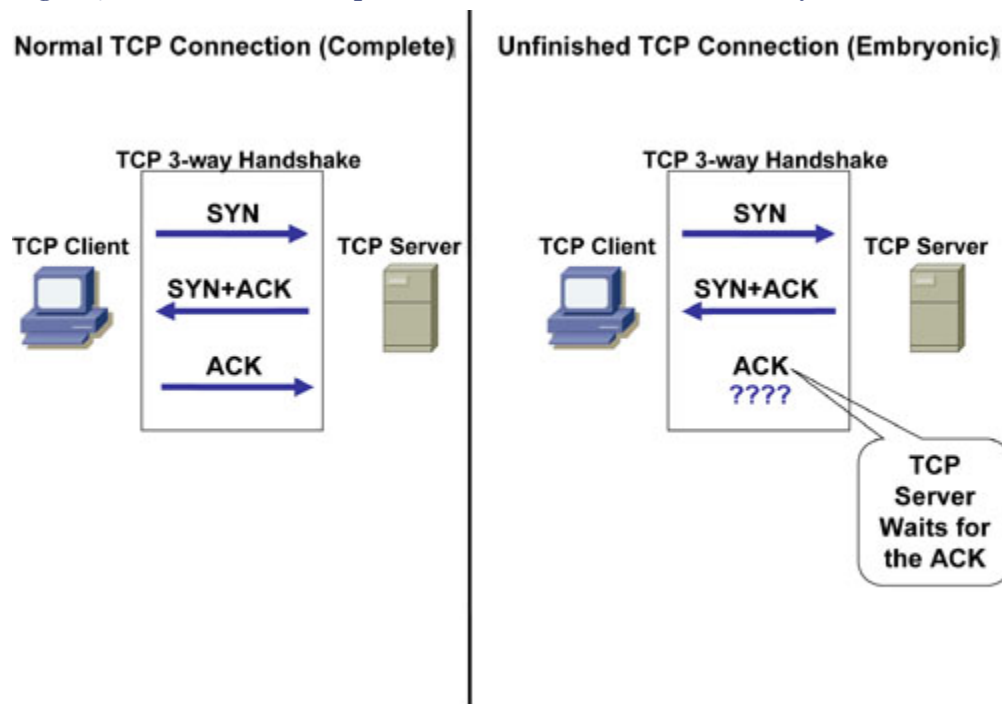 Normal TCP Connection (Complete)
TCP 3-way Handshake
SYN
TCP Client
TCP Server
SYN+ACK
ACK
Unfinished TCP Connection (Embryonic)
TCP 3-way Handshake
SYN
TCP Client
TCP Server
SYN+ACK
ACK
????
TCP
Server
Waits for
the ACK